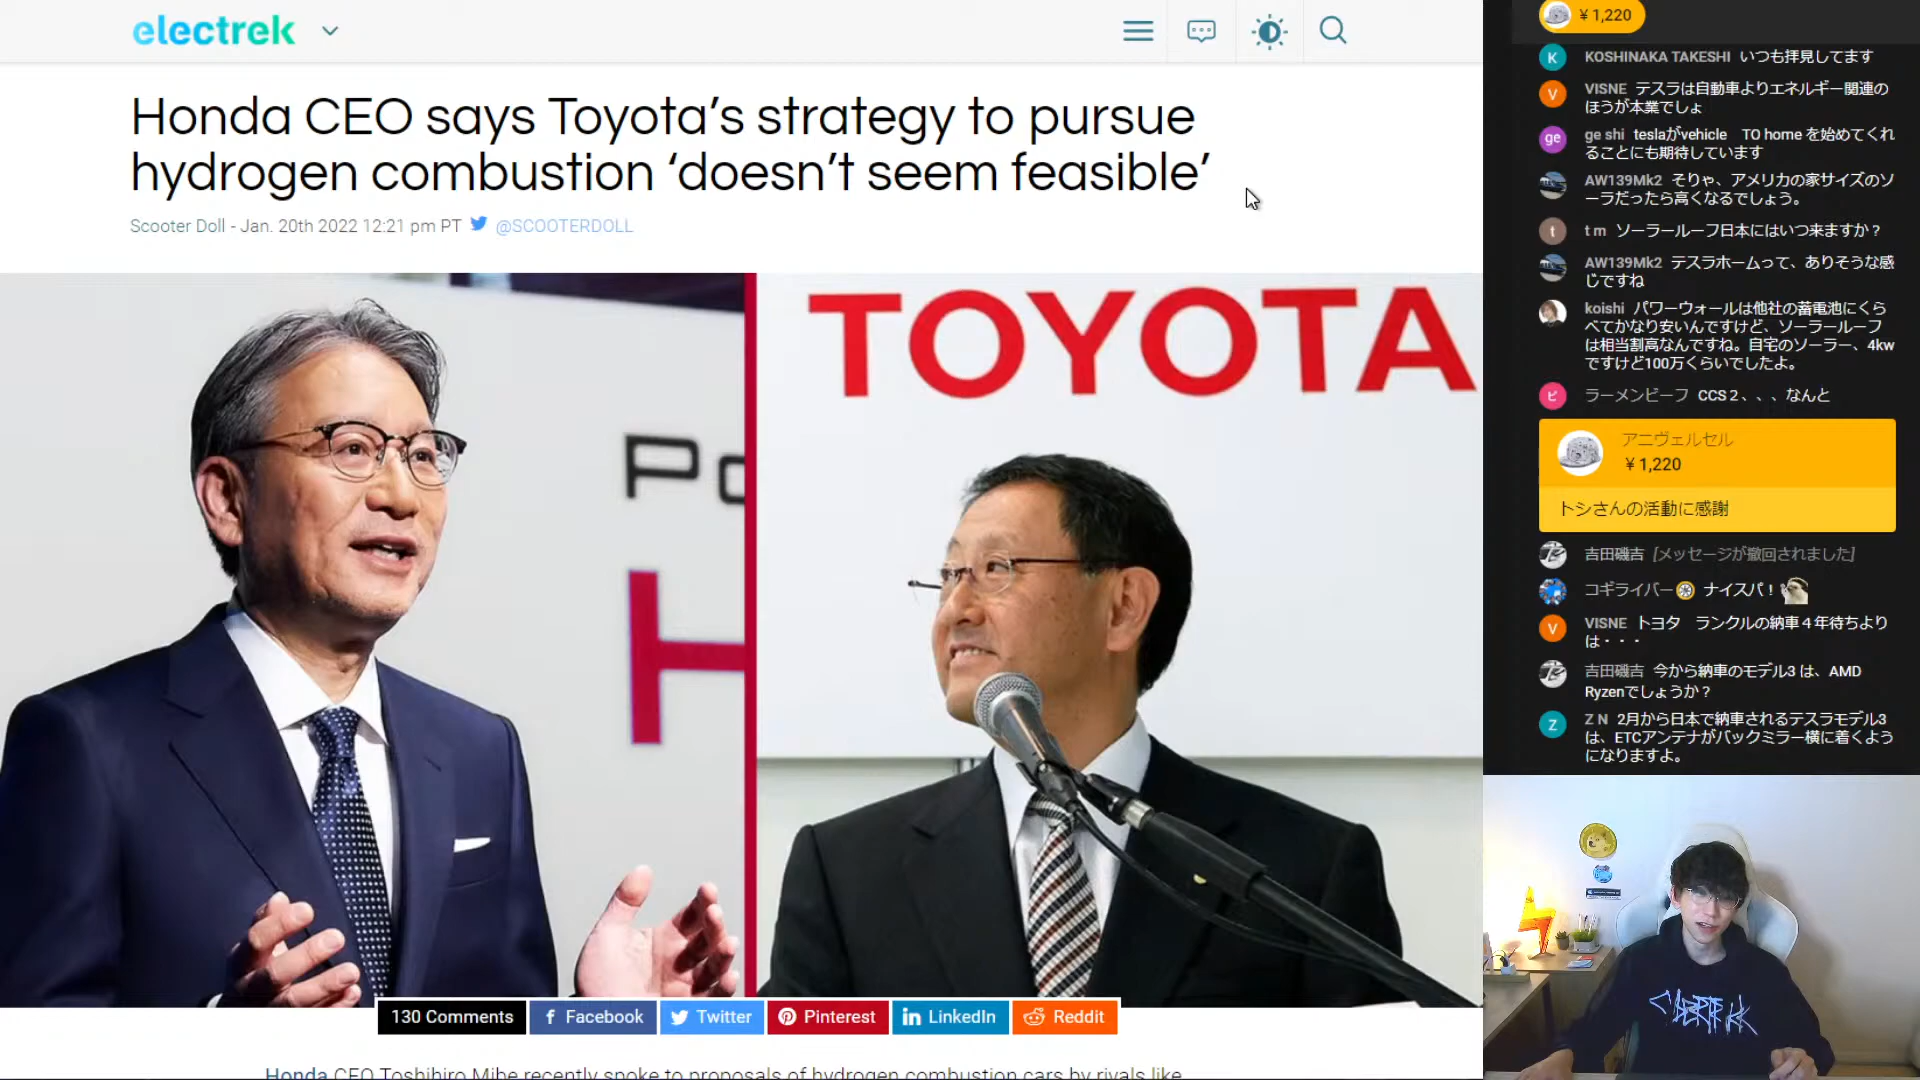 electrek
Honda CEO says Toyota’s strategy to pursue
hydrogen combustion ‘doesn’t seem feasible’
Scooter Doll - Jan. 20th 2022 12:21 pm PT @SCOOTERDOLL
Po
H
TOYOTA
130 Comments
Facebook
Twitter
Pinterest
LinkedIn
Reddit
Honda CEO Toshihiro Mibe recently spoke to proposals of hydrogen combustion cars by rivals like
¥ 1,220
K KOSHINAKA TAKESHI いつも拝見してます
V VISNE テスラは自動車よりエネルギー関連の
ほうが本業でしょ
ge ge shi teslaがvehicle TO home を始めてくれ
ることにも期待しています
AW139Mk2 そりゃ、アメリカの家サイズのソ
ーラだったら高くなるでしょう。
t t m ソーラールーフ日本にはいつ来ますか？
AW139Mk2 テスラホームって、ありそうな感
じですね
koishi パワーウォールは他社の蓄電池にくら
べてかなり安いんですけど、ソーラールーフ
は相当割高なんですね。自宅のソーラー、4kw
ですけど100万くらいでしたよ。
ビ ラーメンビーフ CCS２、、、なんと
アニヴェルセル
¥ 1,220
トシさんの活動に感謝
吉田磯吉 [メッセージが撤回されました]
コギライバー ナイスパ！
V VISNE トヨタ ランクルの納車４年待ちより
は・・・
吉田磯吉 今から納車のモデル3 は、AMD
Ryzenでしょうか？
Z Z N 2月から日本で納車されるテスラモデル3
は、ETCアンテナがバックミラー横に着くよう
になりますよ。